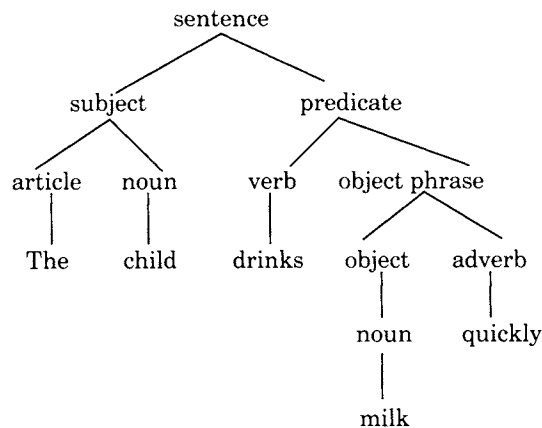 sentence
subject predicate
article noun verb object phrase
The child drinks object adverb
noun quickly
milk